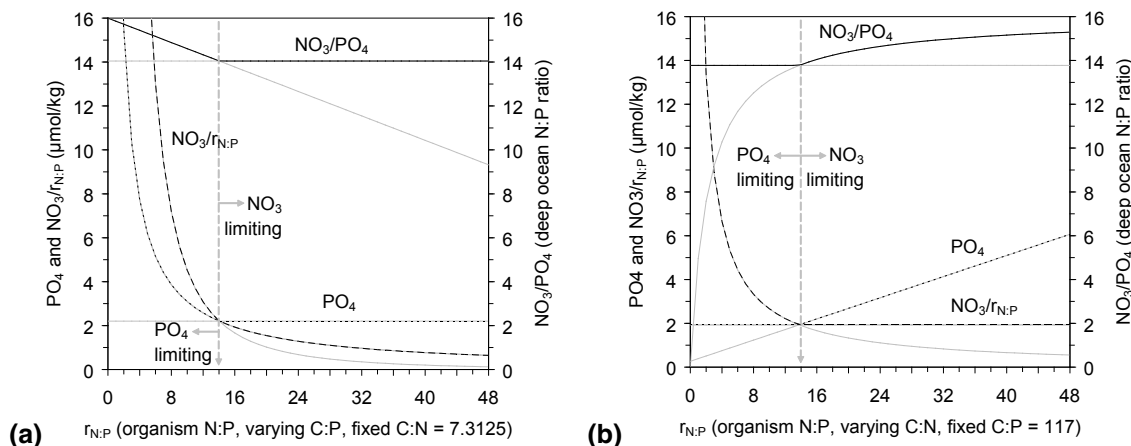 PO4 and NO3/rN:P (μmol/kg)
16
14
12
10
8
6
4
2
0
NO3/PO4
NO3/rN:P
NO3
limiting
PO4
PO4
limiting
16
14
12
10
8
6
4
2
0
NO3/PO4 (deep ocean N:P ratio)
0 8 16 24 32 40 48
(a) rN:P (organism N:P, varying C:P, fixed C:N = 7.3125)
PO4 and NO3/rN:P (μmol/kg)
16
14
12
10
8
6
4
2
0
NO3/PO4
PO4 NO3
limiting limiting
PO4
NO3/rN:P
16
14
12
10
8
6
4
2
0
NO3/PO4 (deep ocean N:P ratio)
0 8 16 24 32 40 48
(b) rN:P (organism N:P, varying C:N, fixed C:P = 117)